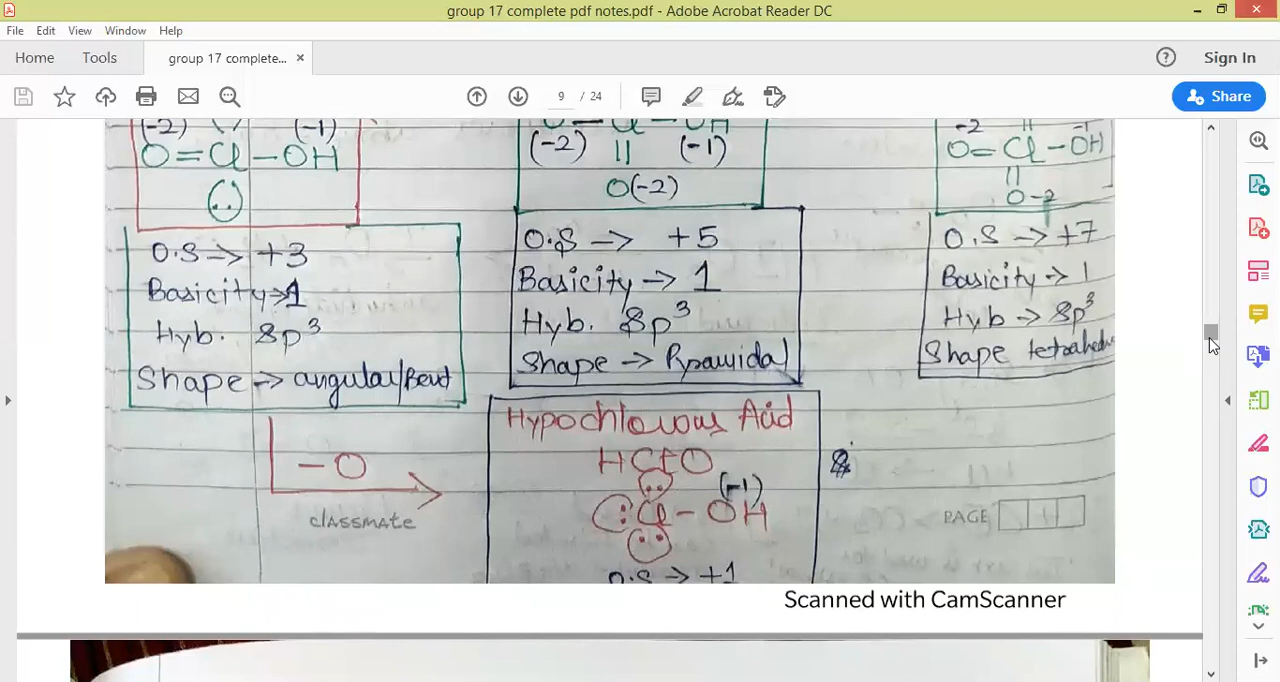 group 17 complete pdf notes.pdf - Adobe Acrobat Reader DC
File Edit View Window Help
Home Tools group 17 complete... × Sign In
9 / 24 Share
(-2) (-1)
O=Cl-OH
(-2) (-1)
O(-2)
-2 -1
O=Cl-OH
O-2
O.S → +3
Basicity → 1
Hyb. sp³
Shape → angular/Bent
O.S → +5
Basicity → 1
Hyb. sp³
Shape → Pyramidal
O.S → +7
Basicity → 1
Hyb → sp³
Shape tetrahedr
-O
classmate
Hypochlorous Acid
HClO
(-1)
:Cl-OH
O.S → +1
PAGE
Scanned with CamScanner